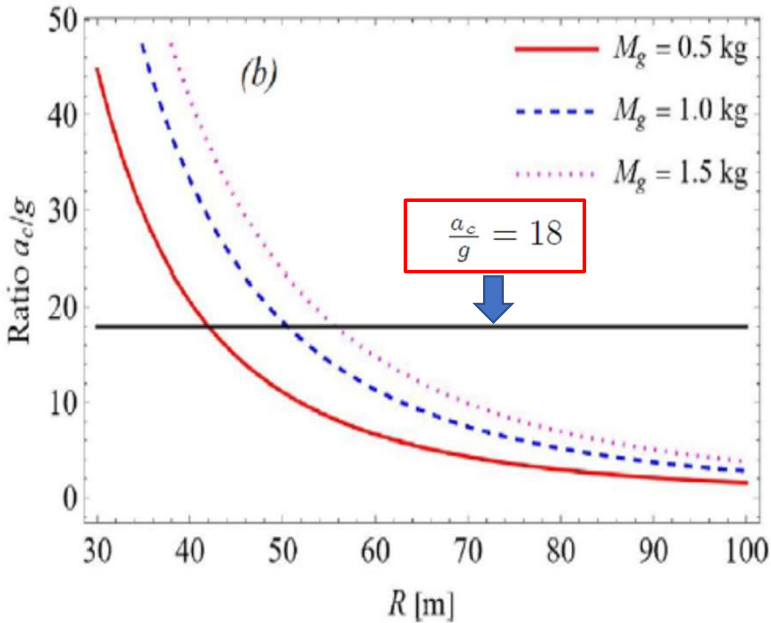 50
40
30
20
10
0
Ratio a_c/g
(b)
M_g = 0.5 kg
M_g = 1.0 kg
M_g = 1.5 kg
a_c/g = 18
30 40 50 60 70 80 90 100
R [m]